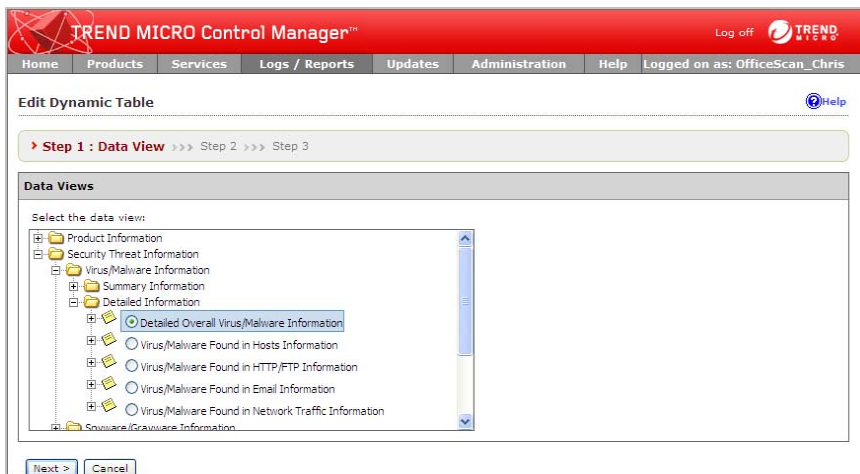 TREND MICRO Control Manager™
Log off
TREND MICRO
Home Products Services Logs / Reports Updates Administration Help Logged on as: OfficeScan_Chris
Edit Dynamic Table
Help
Step 1 : Data View >>> Step 2 >>> Step 3
Data Views
Select the data view:
Product Information
Security Threat Information
Virus/Malware Information
Summary Information
Detailed Information
Detailed Overall Virus/Malware Information
Virus/Malware Found in Hosts Information
Virus/Malware Found in HTTP/FTP Information
Virus/Malware Found in Email Information
Virus/Malware Found in Network Traffic Information
Spyware/Grayware Information
Next > Cancel